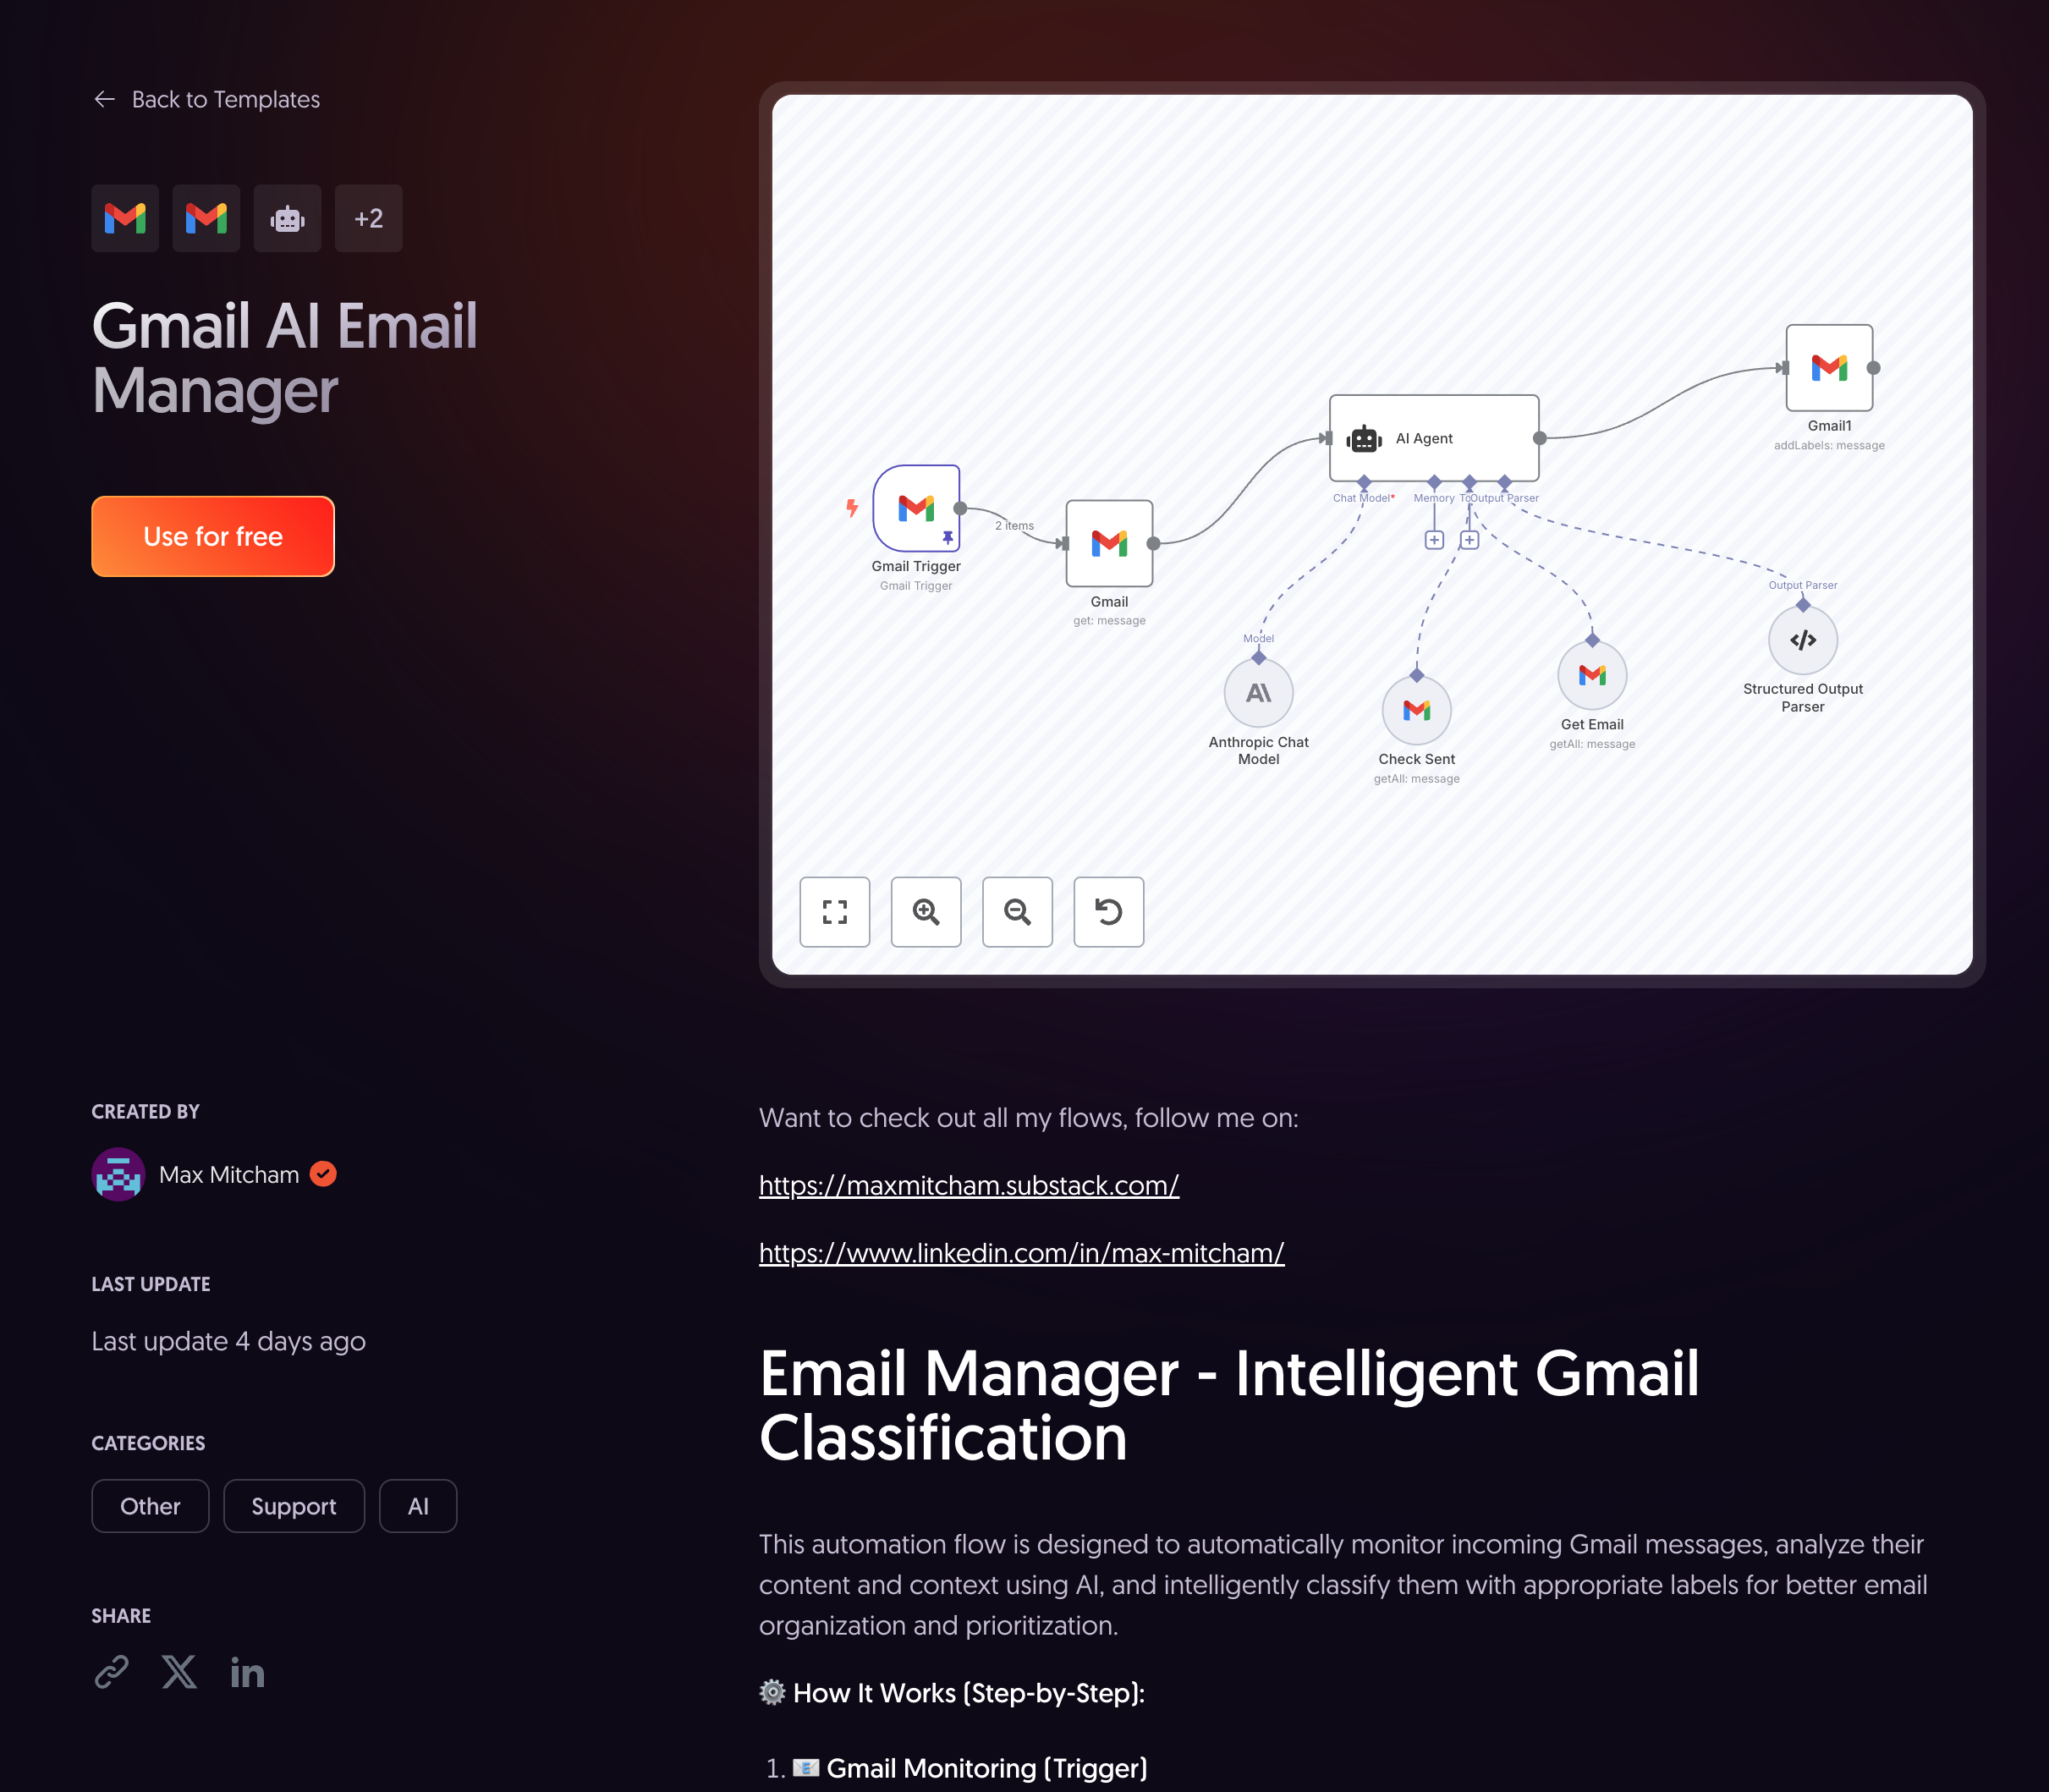 Back to Templates
+2
Gmail AI Email
Manager
Use for free
Gmail Trigger
Gmail Trigger
2 items
Gmail
get: message
AI Agent
Chat Model*
Memory
To
Output Parser
Gmail1
addLabels: message
Model
Anthropic Chat
Model
Check Sent
getAll: message
Get Email
getAll: message
Output Parser
Structured Output
Parser
CREATED BY
Max Mitcham
LAST UPDATE
Last update 4 days ago
CATEGORIES
Other
Support
AI
SHARE
Want to check out all my flows, follow me on:
https://maxmitcham.substack.com/
https://www.linkedin.com/in/max-mitcham/
Email Manager - Intelligent Gmail
Classification
This automation flow is designed to automatically monitor incoming Gmail messages, analyze their
content and context using AI, and intelligently classify them with appropriate labels for better email
organization and prioritization.
⚙️ How It Works (Step-by-Step):
1. 📧 Gmail Monitoring (Trigger)